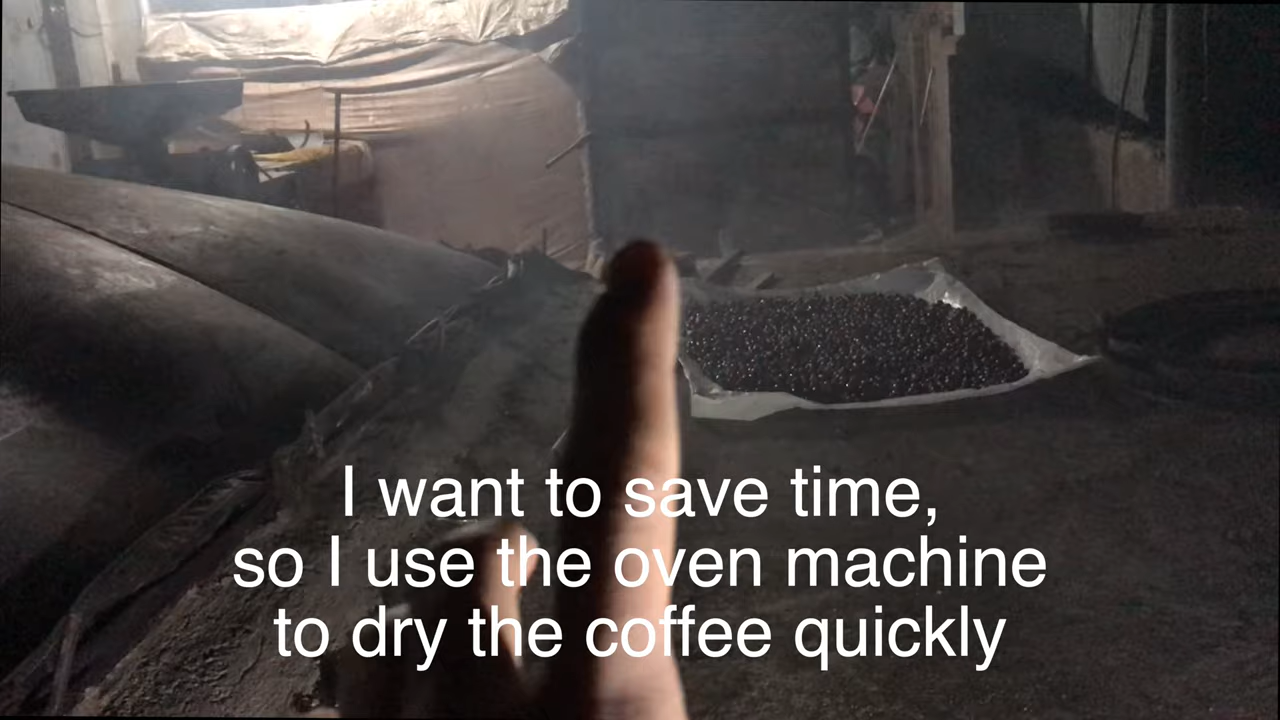 I want to save time,
so I use the oven machine
to dry the coffee quickly